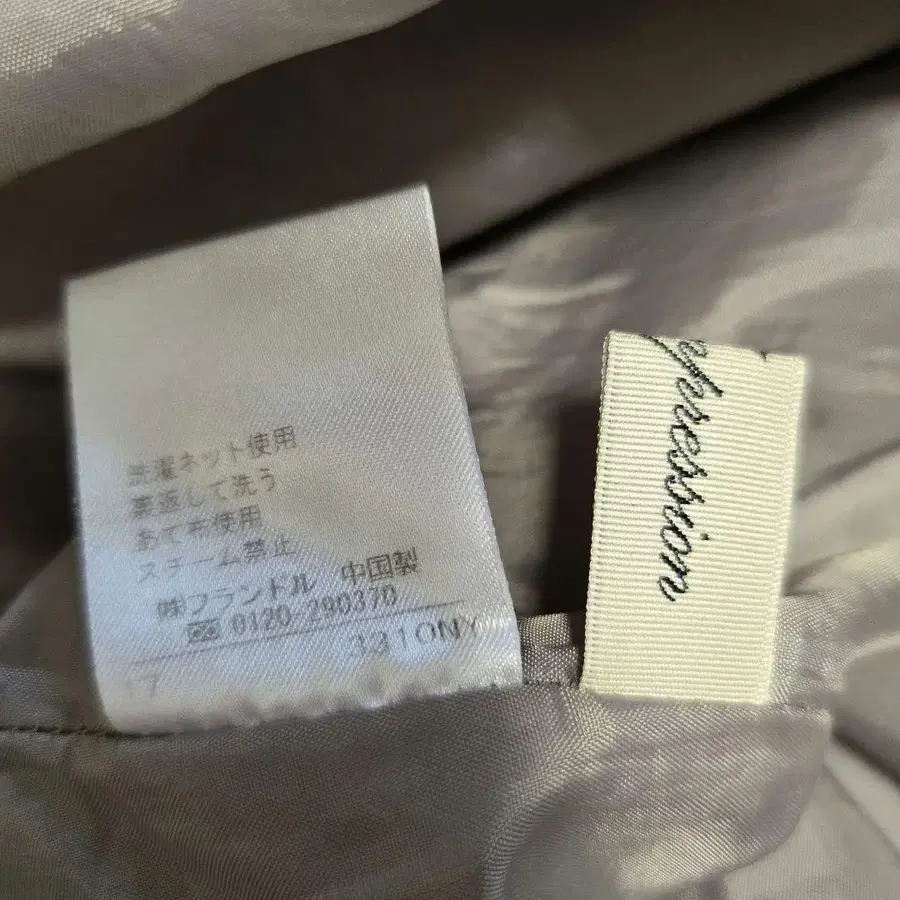 洗濯ネット使用
裏返して洗う
あて布使用
スチーム禁止
㈱フランドル 中国製
0120-290370
3310NY
17
pression